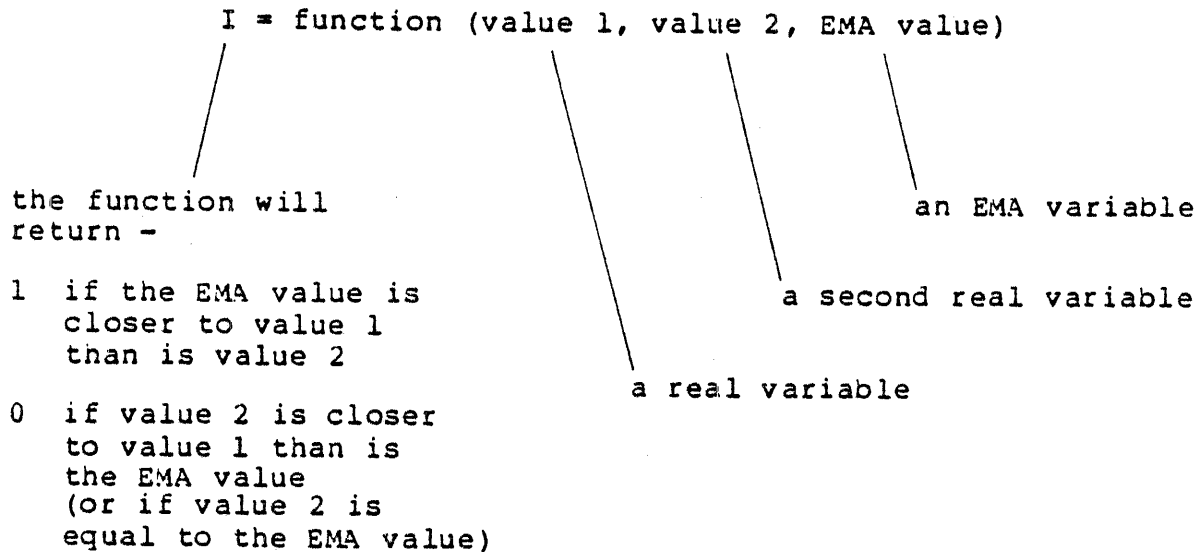 I = function (value 1, value 2, EMA value)
the function will
return -
an EMA variable
1 if the EMA value is
closer to value 1
than is value 2
a second real variable
a real variable
0 if value 2 is closer
to value 1 than is
the EMA value
(or if value 2 is
equal to the EMA value)